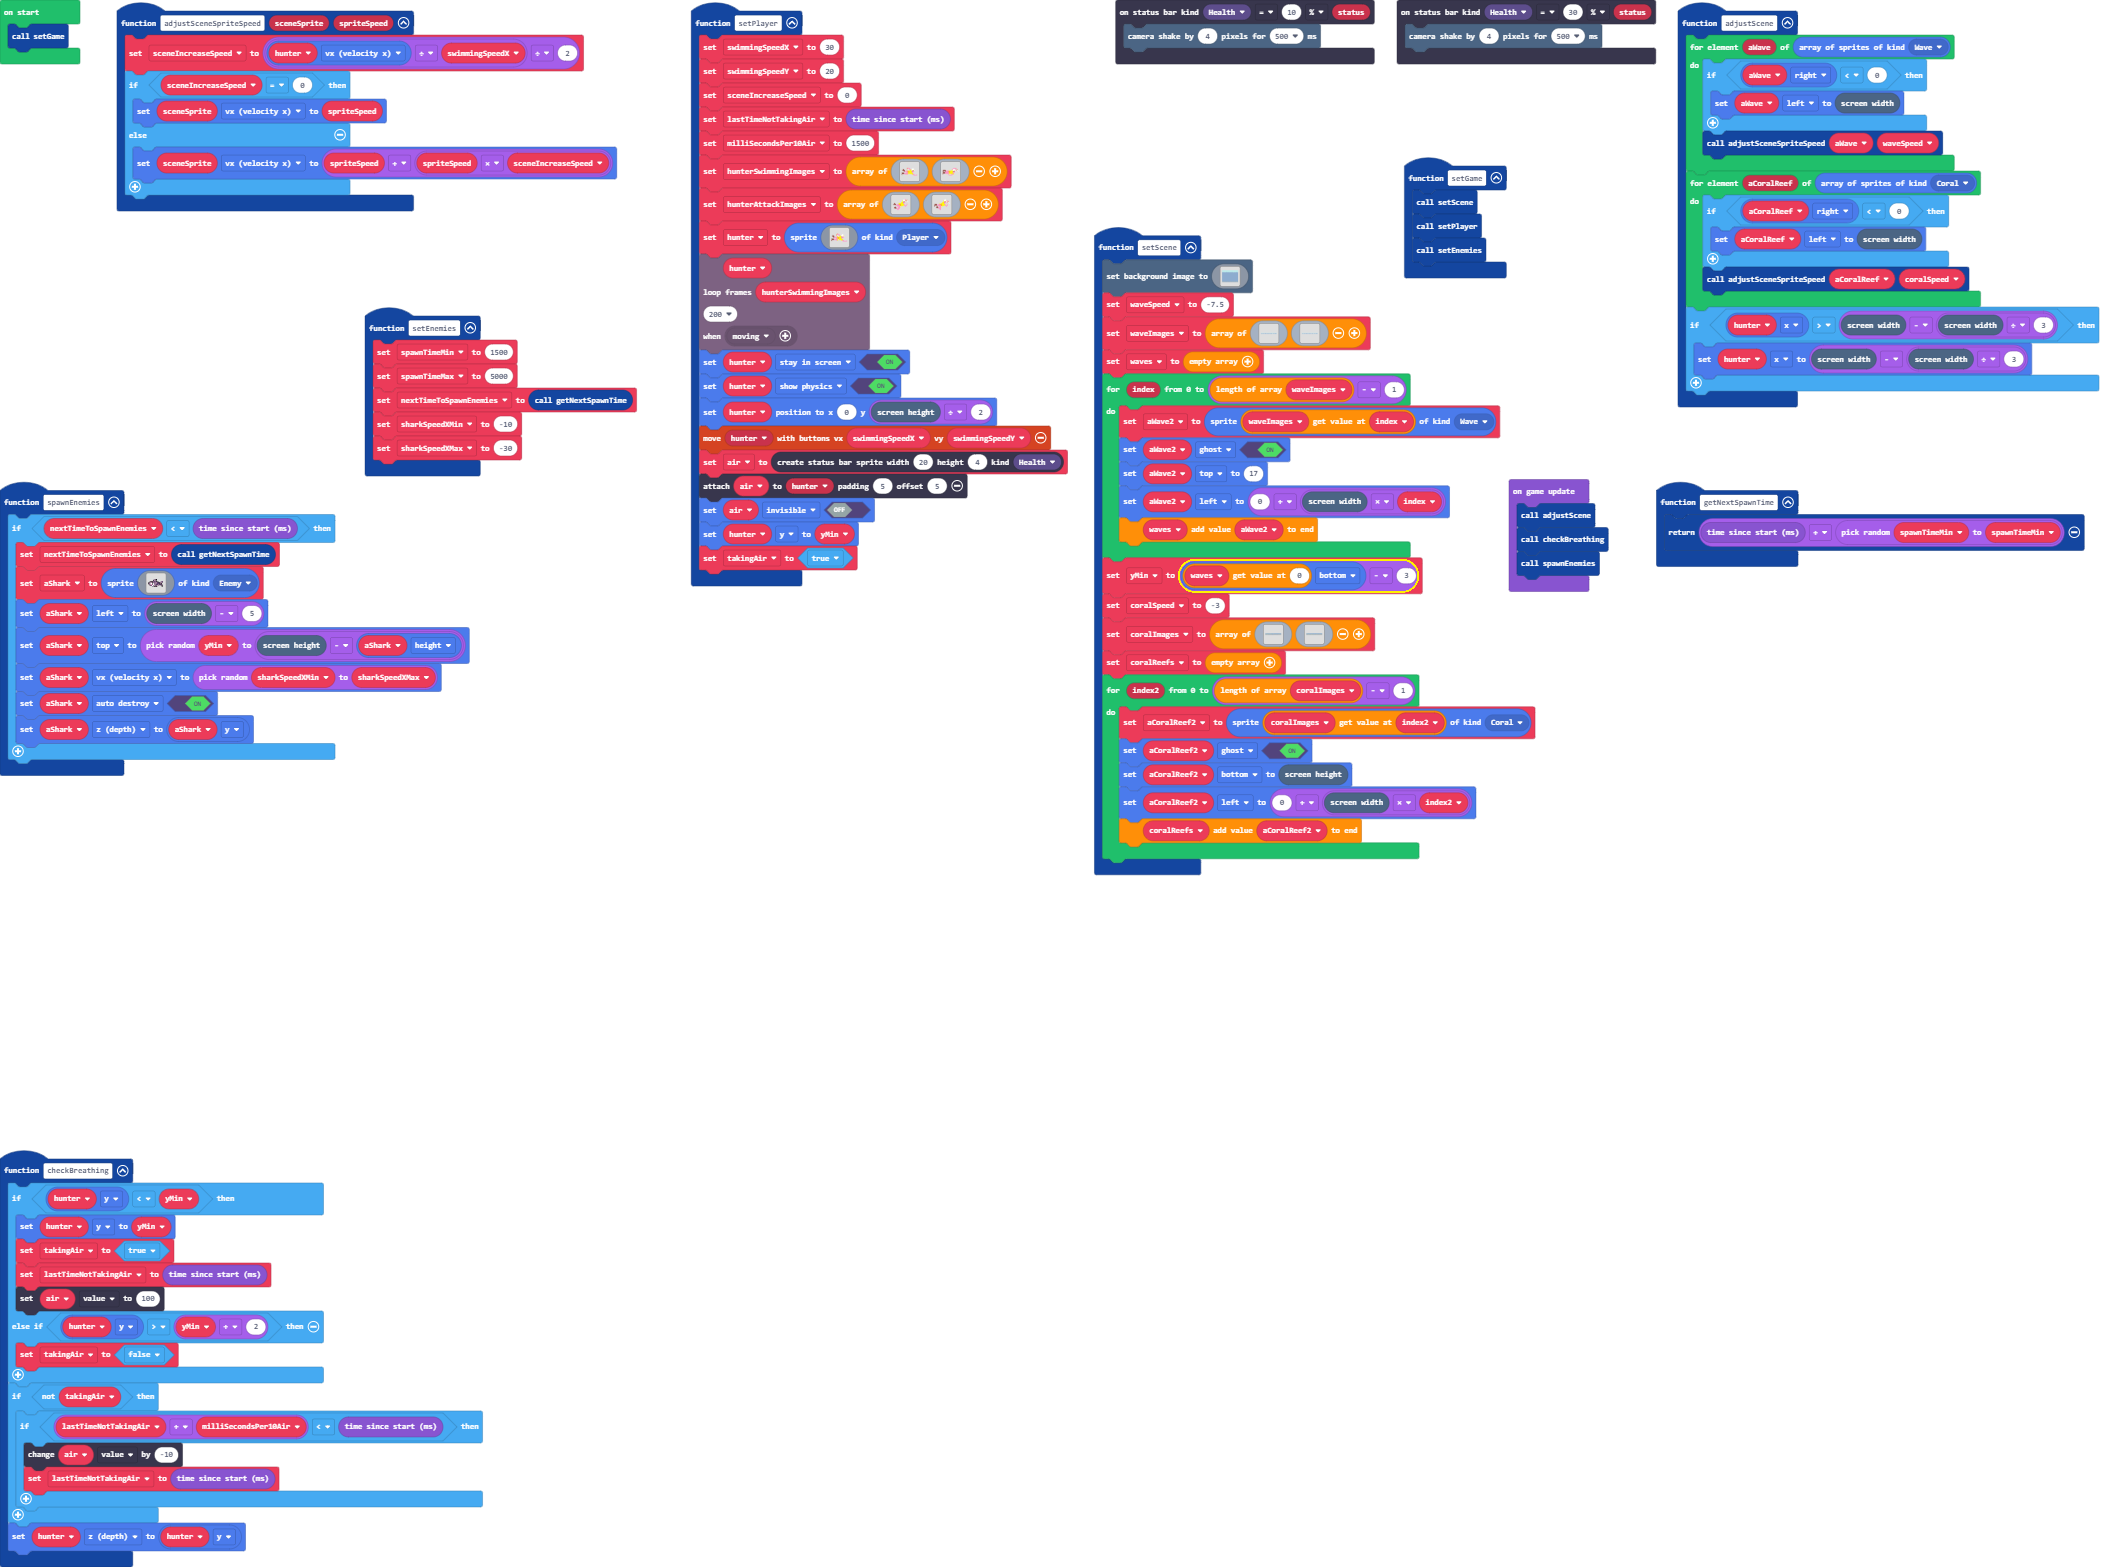 on start
call setGame
function adjustSceneSpriteSpeed sceneSprite spriteSpeed
set sceneIncreaseSpeed to hunter vx (velocity x) ÷ swimmingSpeedX ÷ 2
if sceneIncreaseSpeed = 0 then
set sceneSprite vx (velocity x) to spriteSpeed
else
set sceneSprite vx (velocity x) to spriteSpeed + spriteSpeed × sceneIncreaseSpeed
function setEnemies
set spawnTimeMin to 1500
set spawnTimeMax to 5000
set nextTimeToSpawnEnemies to call getNextSpawnTime
set sharkSpeedXMin to -10
set sharkSpeedXMax to -30
function spawnEnemies
if nextTimeToSpawnEnemies < time since start (ms) then
set nextTimeToSpawnEnemies to call getNextSpawnTime
set aShark to sprite of kind Enemy
set aShark left to screen width - 5
set aShark top to pick random yMin to screen height - aShark height
set aShark vx (velocity x) to pick random sharkSpeedXMin to sharkSpeedXMax
set aShark auto destroy ON
set aShark z (depth) to aShark y
function setPlayer
set swimmingSpeedX to 30
set swimmingSpeedY to 20
set sceneIncreaseSpeed to 0
set lastTimeNotTakingAir to time since start (ms)
set milliSecondsPer10Air to 1500
set hunterSwimmingImages to array of
set hunterAttackImages to array of
set hunter to sprite of kind Player
hunter
loop frames hunterSwimmingImages
200
when moving
set hunter stay in screen ON
set hunter show physics ON
set hunter position to x 0 y screen height ÷ 2
move hunter with buttons vx swimmingSpeedX vy swimmingSpeedY
set air to create status bar sprite width 20 height 4 kind Health
attach air to hunter padding 5 offset 5
set air invisible OFF
set hunter y to yMin
set takingAir to true
on status bar kind Health = 10 % status
camera shake by 4 pixels for 500 ms
on status bar kind Health = 30 % status
camera shake by 4 pixels for 500 ms
function setGame
call setScene
call setPlayer
call setEnemies
function setScene
set background image to
set waveSpeed to -7.5
set waveImages to array of
set waves to empty array
for index from 0 to length of array waveImages - 1
do
set aWave2 to sprite waveImages get value at index of kind Wave
set aWave2 ghost ON
set aWave2 top to 17
set aWave2 left to 0 + screen width × index
waves add value aWave2 to end
set yMin to waves get value at 0 bottom - 3
set coralSpeed to -3
set coralImages to array of
set coralReefs to empty array
for index2 from 0 to length of array coralImages - 1
do
set aCoralReef2 to sprite coralImages get value at index2 of kind Coral
set aCoralReef2 ghost ON
set aCoralReef2 bottom to screen height
set aCoralReef2 left to 0 + screen width × index2
coralReefs add value aCoralReef2 to end
function adjustScene
for element aWave of array of sprites of kind Wave
do
if aWave right < 0 then
set aWave left to screen width
call adjustSceneSpriteSpeed aWave waveSpeed
for element aCoralReef of array of sprites of kind Coral
do
if aCoralReef right < 0 then
set aCoralReef left to screen width
call adjustSceneSpriteSpeed aCoralReef coralSpeed
if hunter x > screen width - screen width ÷ 3 then
set hunter x to screen width - screen width ÷ 3
on game update
call adjustScene
call checkBreathing
call spawnEnemies
function getNextSpawnTime
return time since start (ms) + pick random spawnTimeMin to spawnTimeMin
function checkBreathing
if hunter y < yMin then
set hunter y to yMin
set takingAir to true
set lastTimeNotTakingAir to time since start (ms)
set air value to 100
else if hunter y > yMin + 2 then
set takingAir to false
if not takingAir then
if lastTimeNotTakingAir + milliSecondsPer10Air < time since start (ms) then
change air value by -10
set lastTimeNotTakingAir to time since start (ms)
set hunter z (depth) to hunter y